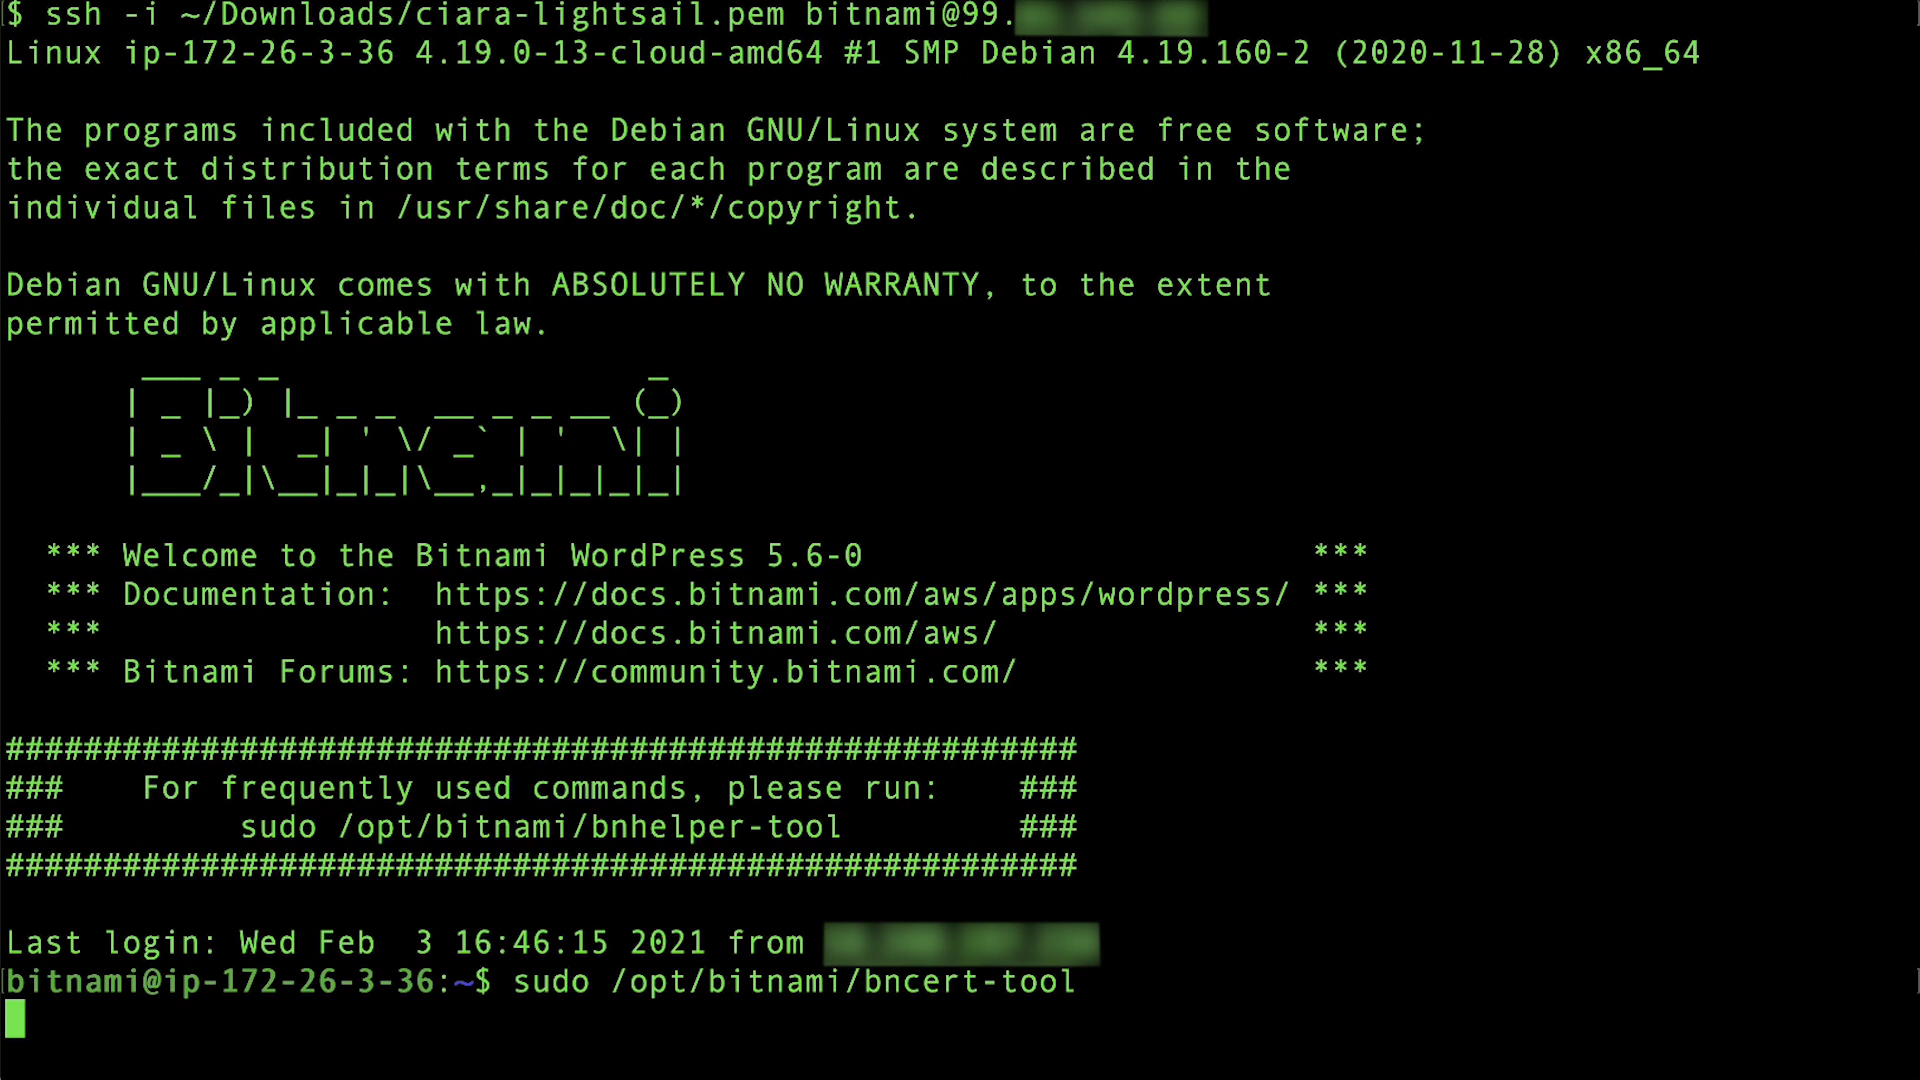 $ ssh -i ~/Downloads/ciara-lightsail.pem bitnami@99.
Linux ip-172-26-3-36 4.19.0-13-cloud-amd64 #1 SMP Debian 4.19.160-2 (2020-11-28) x86_64
The programs included with the Debian GNU/Linux system are free software;
the exact distribution terms for each program are described in the
individual files in /usr/share/doc/*/copyright.
Debian GNU/Linux comes with ABSOLUTELY NO WARRANTY, to the extent
permitted by applicable law.
Bitnami
*** Welcome to the Bitnami WordPress 5.6-0 ***
*** Documentation: https://docs.bitnami.com/aws/apps/wordpress/ ***
*** https://docs.bitnami.com/aws/ ***
*** Bitnami Forums: https://community.bitnami.com/ ***
#######################################################
### For frequently used commands, please run: ###
### sudo /opt/bitnami/bnhelper-tool ###
#######################################################
Last login: Wed Feb 3 16:46:15 2021 from
bitnami@ip-172-26-3-36:~$ sudo /opt/bitnami/bncert-tool